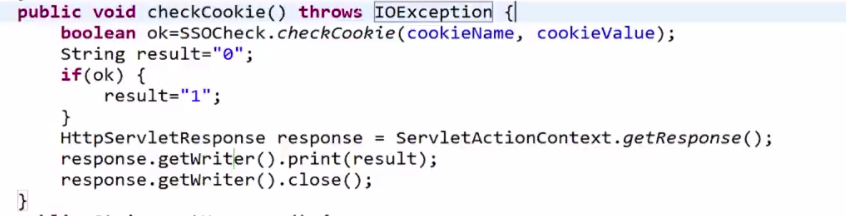 public void checkCookie() throws IOException {
    boolean ok=SSOCheck.checkCookie(cookieName, cookieValue);
    String result="0";
    if(ok) {
        result="1";
    }
    HttpServletResponse response = ServletActionContext.getResponse();
    response.getWriter().print(result);
    response.getWriter().close();
}